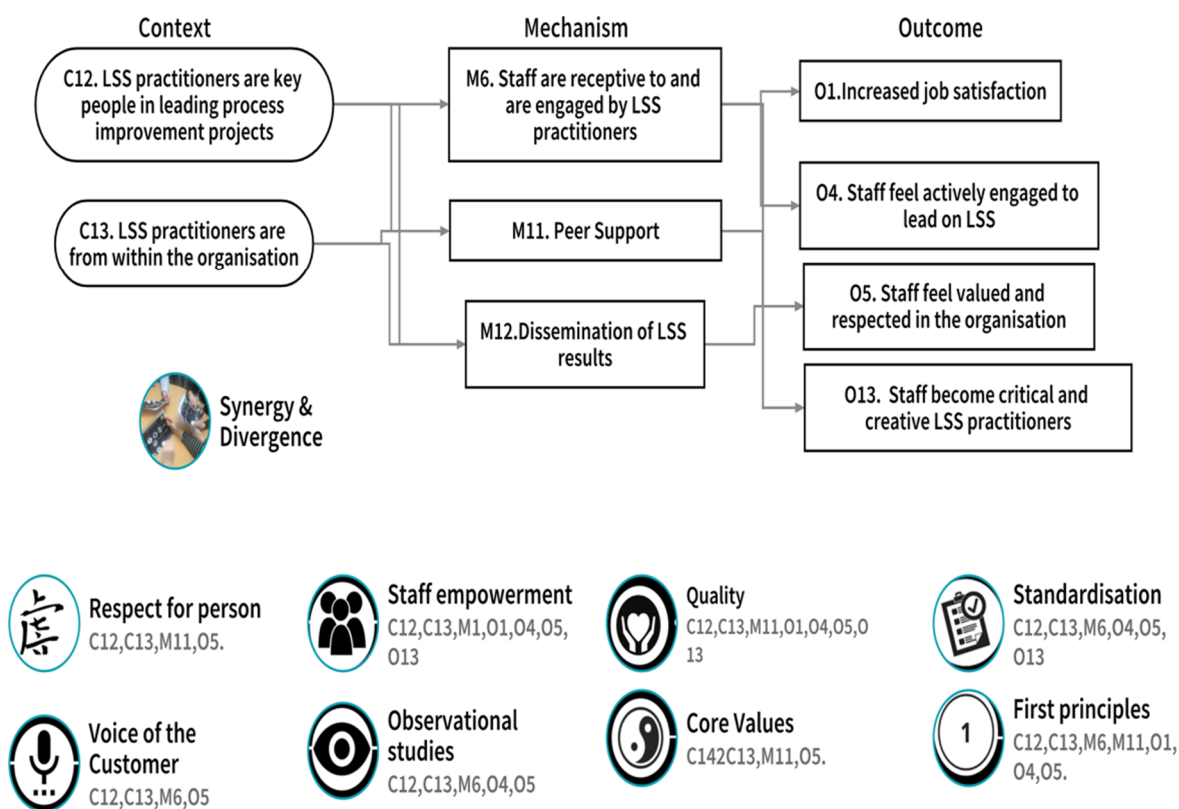 Context
Mechanism
Outcome
C12. LSS practitioners are key
people in leading process
improvement projects
C13. LSS practitioners are
from within the organisation
M6. Staff are receptive to and
are engaged by LSS
practitioners
M11. Peer Support
M12.Dissemination of LSS
results
O1.Increased job satisfaction
O4. Staff feel actively engaged to
lead on LSS
O5. Staff feel valued and
respected in the organisation
O13.  Staff become critical and
creative LSS practitioners
Synergy &
Divergence
Respect for person
C12,C13,M11,O5.
Staff empowerment
C12,C13,M1,O1,O4,O5,
O13
Quality
C12,C13,M11,O1,O4,O5,O
13
Standardisation
C12,C13,M6,O4,O5,
O13
Voice of the
Customer
C12,C13,M6,O5
Observational
studies
C12,C13,M6,O4,O5
Core Values
C142C13,M11,O5.
1
First principles
C12,C13,M6,M11,O1,
O4,O5.